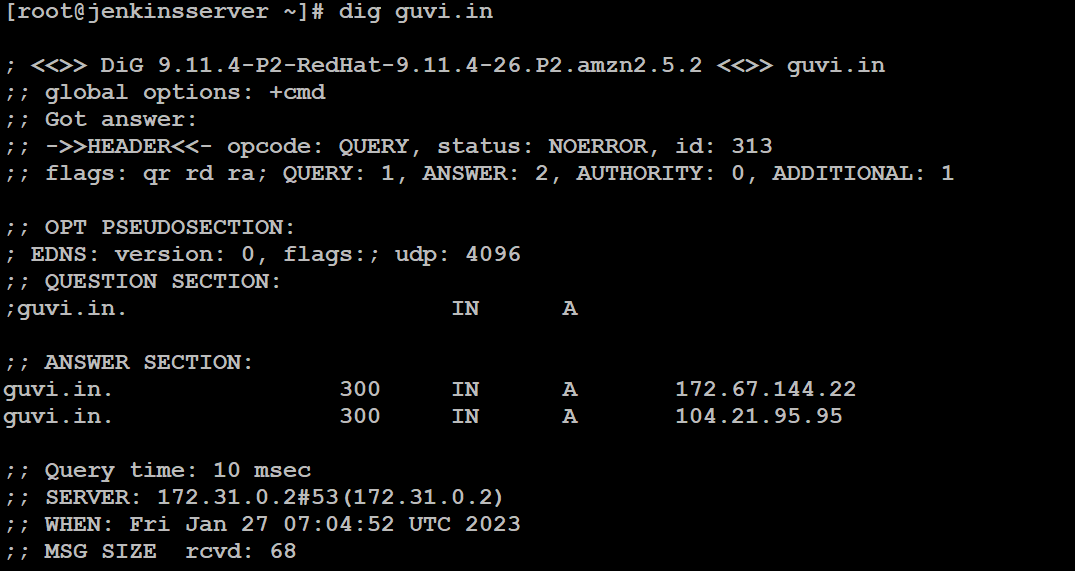 [root@jenkinsserver ~]# dig guvi.in
; <<>> DiG 9.11.4-P2-RedHat-9.11.4-26.P2.amzn2.5.2 <<>> guvi.in
;; global options: +cmd
;; Got answer:
;; ->>HEADER<<- opcode: QUERY, status: NOERROR, id: 313
;; flags: qr rd ra; QUERY: 1, ANSWER: 2, AUTHORITY: 0, ADDITIONAL: 1
;; OPT PSEUDOSECTION:
; EDNS: version: 0, flags:; udp: 4096
;; QUESTION SECTION:
;guvi.in. IN A
;; ANSWER SECTION:
guvi.in. 300 IN A 172.67.144.22
guvi.in. 300 IN A 104.21.95.95
;; Query time: 10 msec
;; SERVER: 172.31.0.2#53(172.31.0.2)
;; WHEN: Fri Jan 27 07:04:52 UTC 2023
;; MSG SIZE rcvd: 68